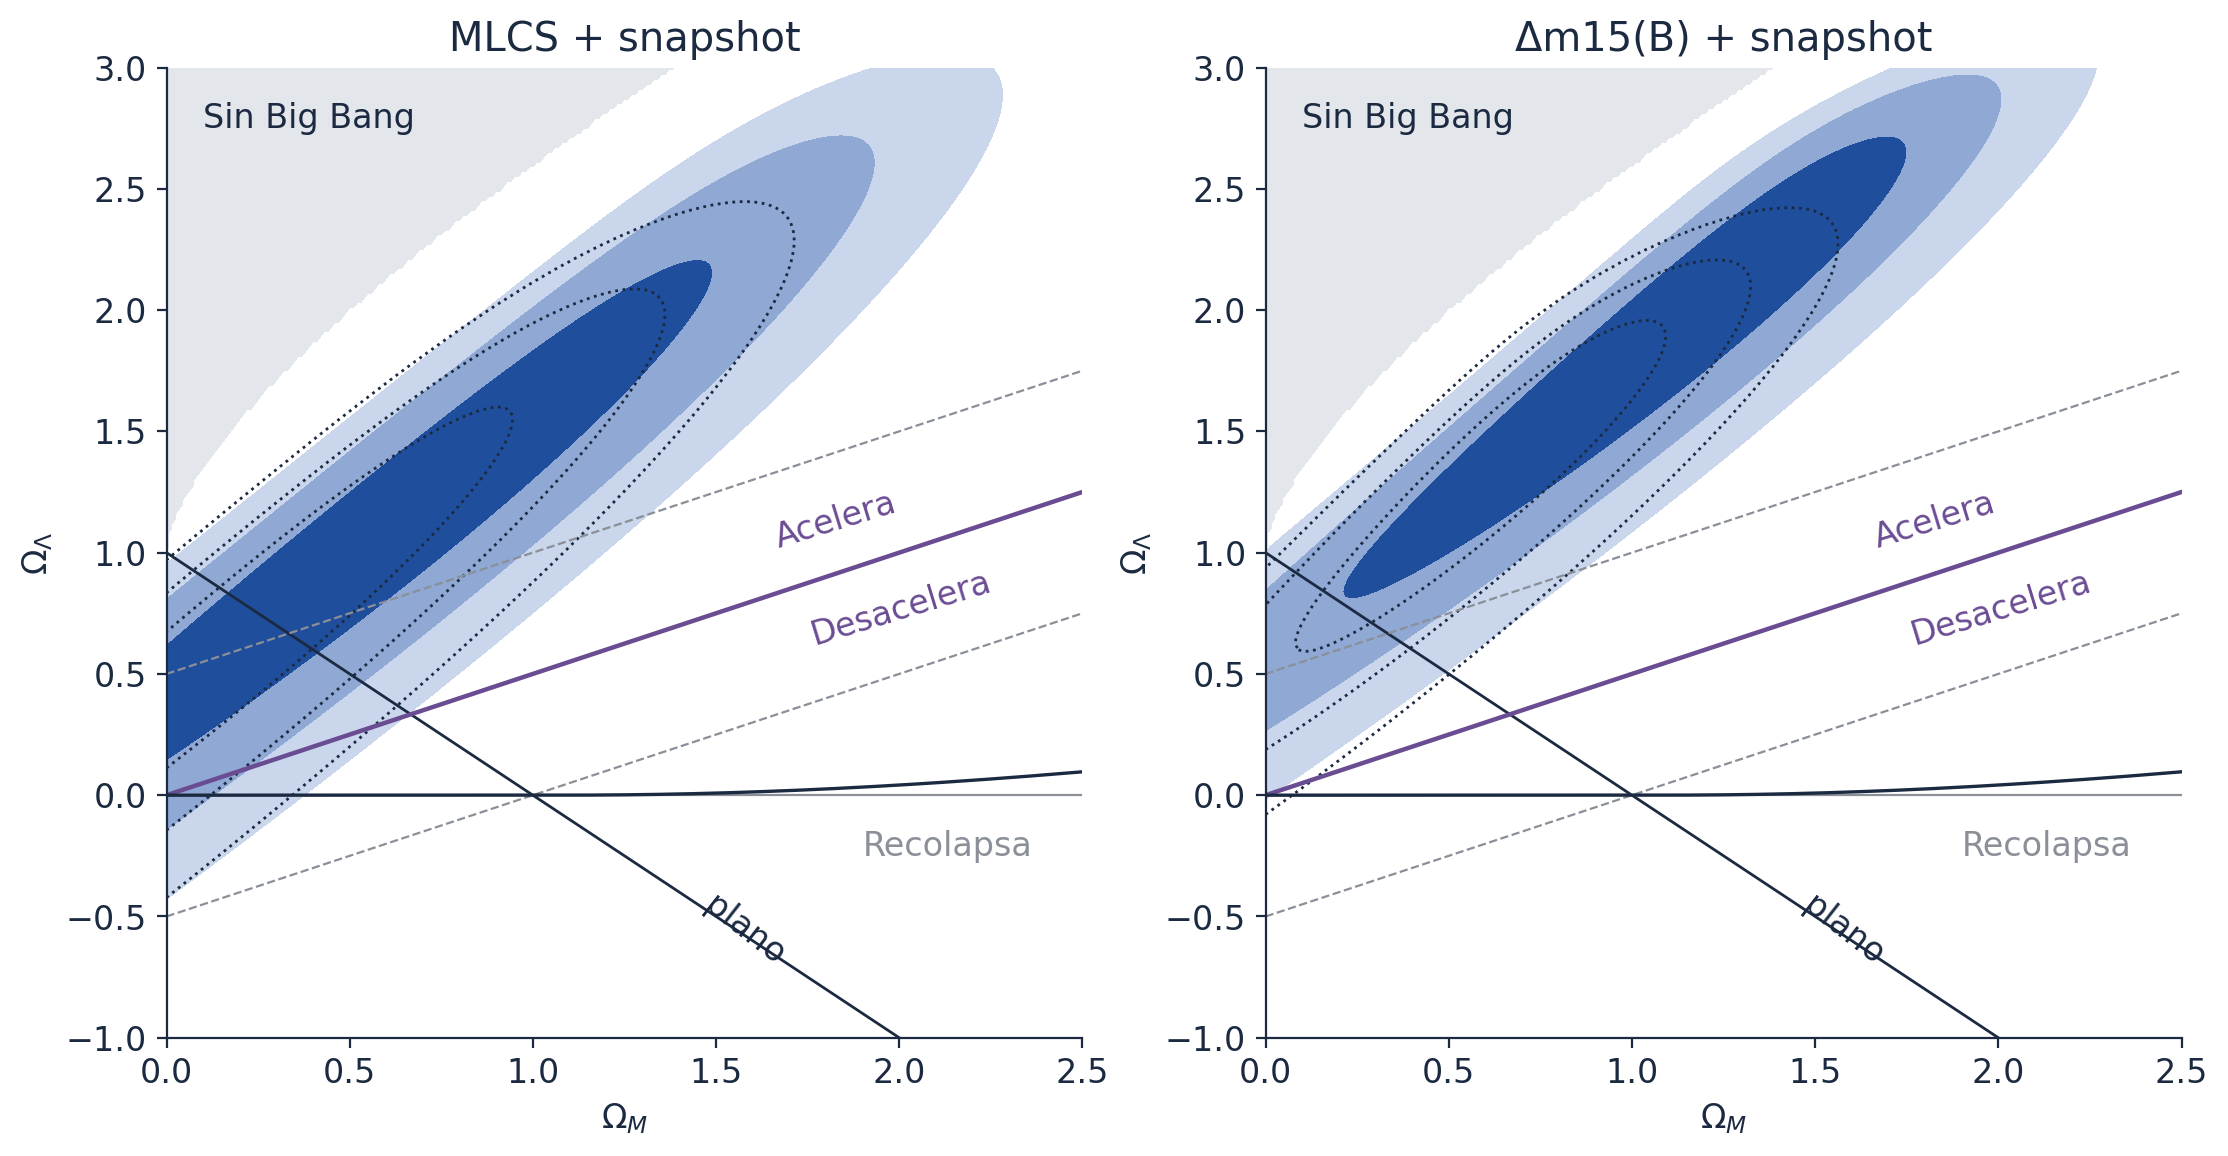 MLCS + snapshot
3.0
2.5
2.0
1.5
1.0
0.5
0.0
−0.5
−1.0
Ω_Λ
Sin Big Bang
Acelera
Desacelera
Recolapsa
plano
0.0 0.5 1.0 1.5 2.0 2.5
Ω_M
Δm15(B) + snapshot
3.0
2.5
2.0
1.5
1.0
0.5
0.0
−0.5
−1.0
Ω_Λ
Sin Big Bang
Acelera
Desacelera
Recolapsa
plano
0.0 0.5 1.0 1.5 2.0 2.5
Ω_M